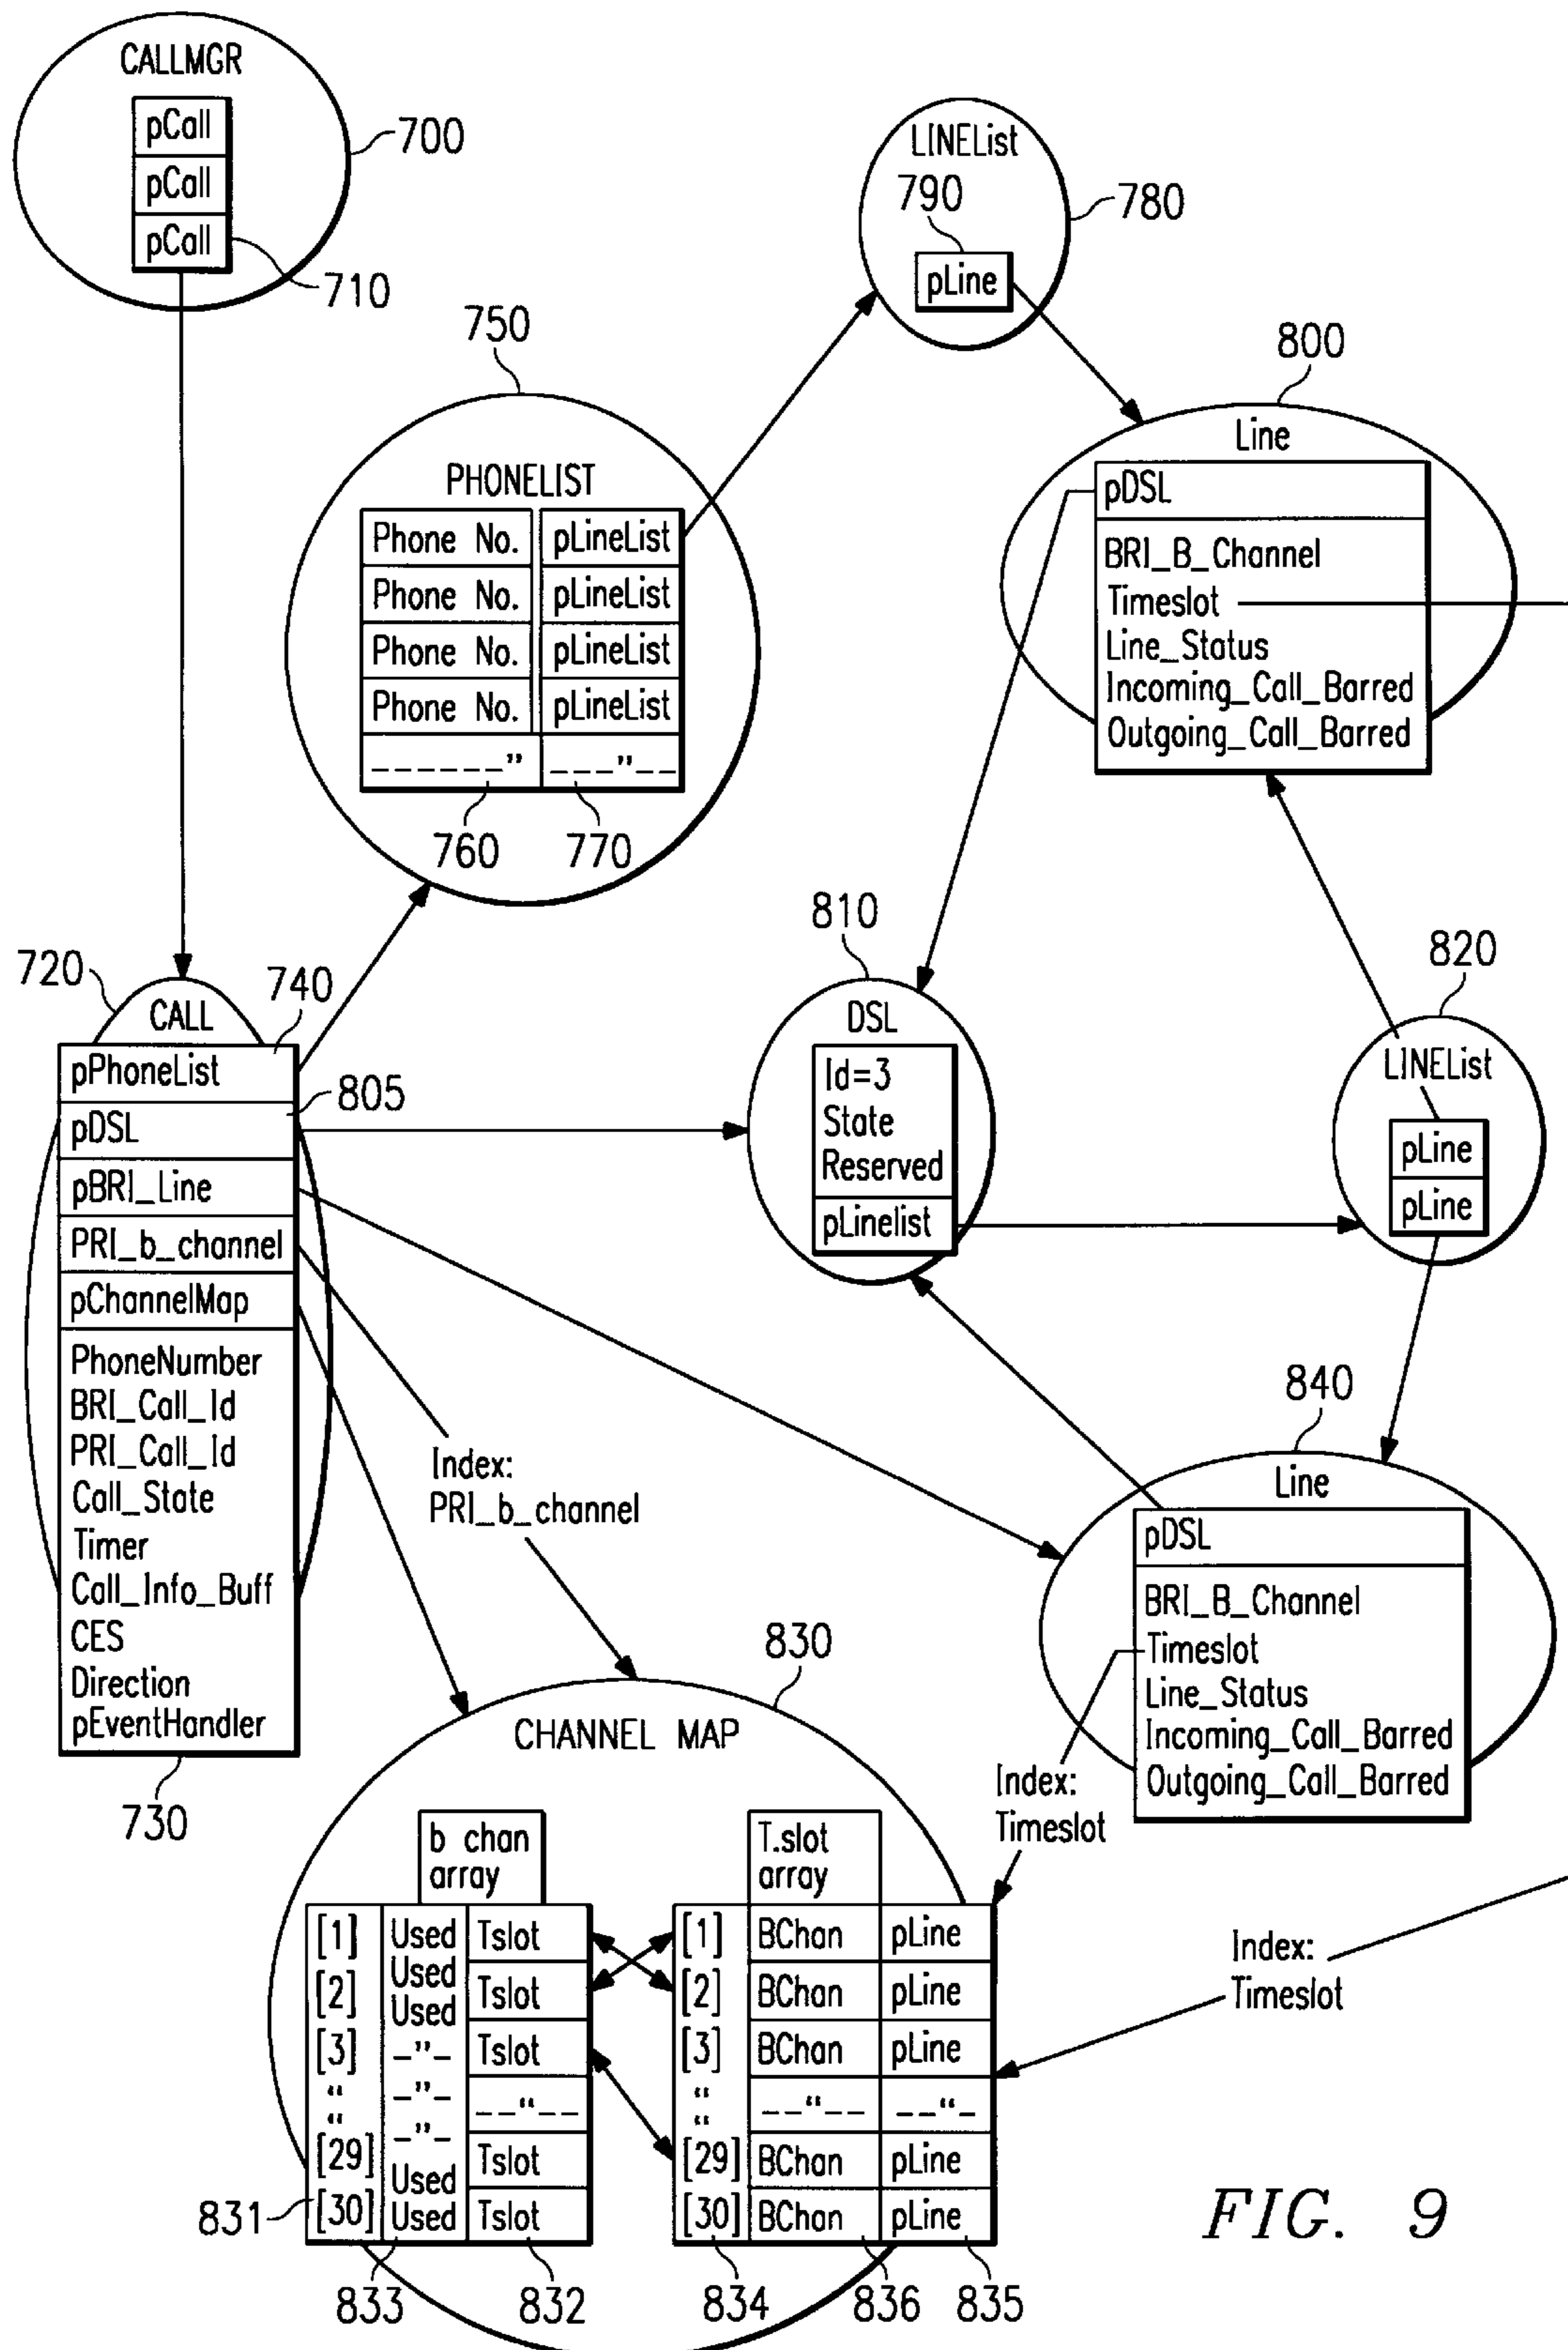 CALLMGR
pCall
pCall
pCall
700
710
LINEList
790
pLine
780
750
PHONELIST
Phone No. pLineList
Phone No. pLineList
Phone No. pLineList
Phone No. pLineList
------” ---”--
760 770
800
Line
pDSL
BRI_B_Channel
Timeslot
Line_Status
Incoming_Call_Barred
Outgoing_Call_Barred
720
CALL
740
pPhoneList
805
pDSL
pBRI_Line
PRI_b_channel
pChannelMap
PhoneNumber
BRI_Call_Id
PRI_Call_Id
Call_State
Timer
Call_Info_Buff
CES
Direction
pEventHandler
730
810
DSL
Id=3
State
Reserved
pLinelist
820
LINEList
pLine
pLine
Index:
PRI_b_channel
840
Line
pDSL
BRI_B_Channel
Timeslot
Line_Status
Incoming_Call_Barred
Outgoing_Call_Barred
Index:
Timeslot
Index:
Timeslot
830
CHANNEL MAP
b chan
array
[1] Used Tslot
[2] Used Tslot
Used
[3] –”– Tslot
“ –”– --“--
“ –”–
[29] Used Tslot
[30] Used Tslot
831
833
832
T.slot
array
[1] BChan pLine
[2] BChan pLine
[3] BChan pLine
“ --“-- --“-
“
[29] BChan pLine
[30] BChan pLine
834
836
835
FIG. 9